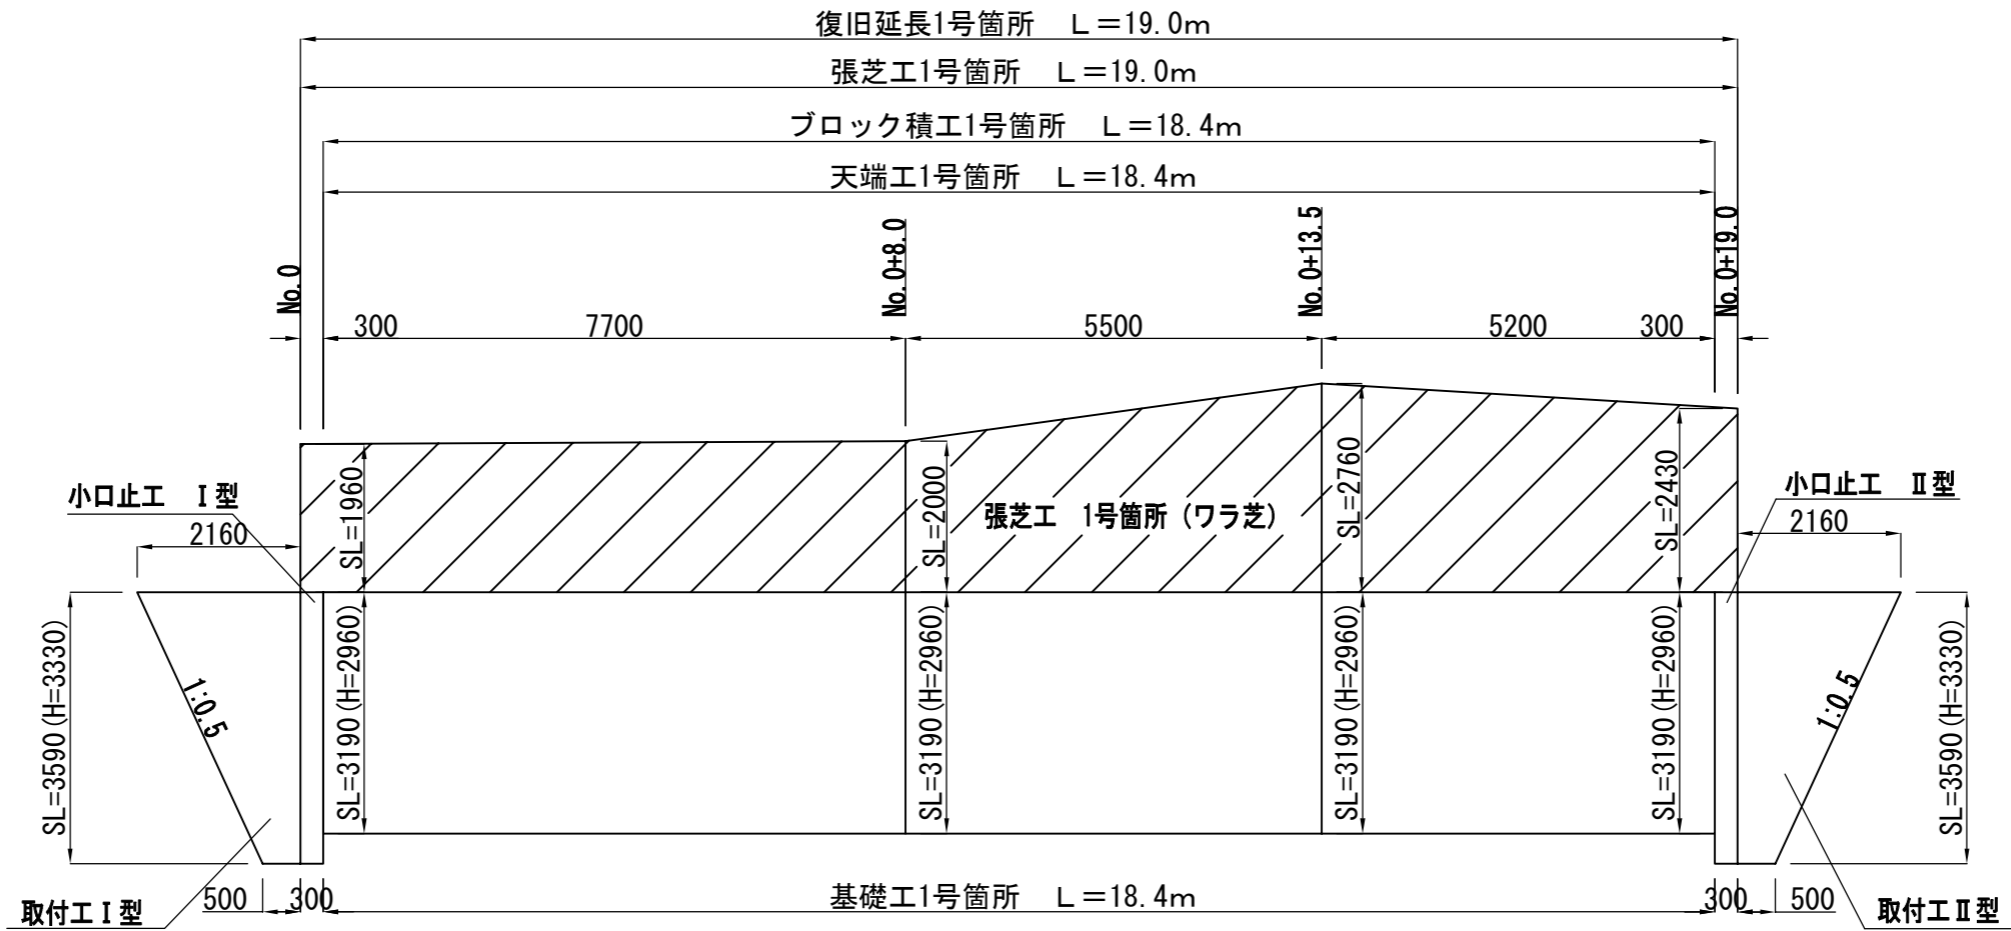 復旧延長1号箇所　L＝19.0m
張芝工1号箇所　L＝19.0m
ブロック積工1号箇所　L＝18.4m
天端工1号箇所　L＝18.4m
No.0
No.0+8.0
No.0+13.5
No.0+19.0
300
7700
5500
5200
300
小口止工　Ⅰ型
2160
SL=1960
SL=2000
張芝工　1号箇所（ワラ芝）
SL=2760
SL=2430
小口止工　Ⅱ型
2160
SL=3590(H=3330)
1:0.5
SL=3190(H=2960)
SL=3190(H=2960)
SL=3190(H=2960)
SL=3190(H=2960)
1:0.5
SL=3590(H=3330)
取付工Ⅰ型
500
300
基礎工1号箇所　L＝18.4m
300
500
取付工Ⅱ型